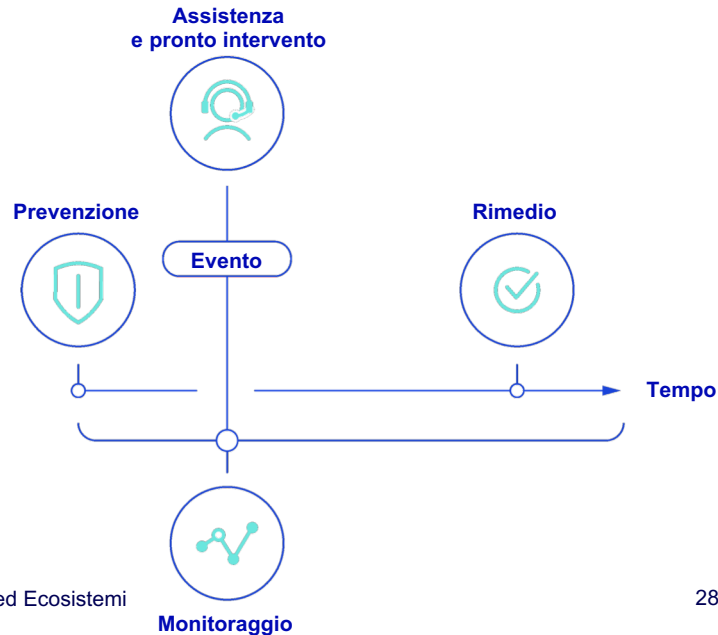 Assistenza
e pronto intervento
Prevenzione
Rimedio
Evento
Tempo
ed Ecosistemi
28
Monitoraggio